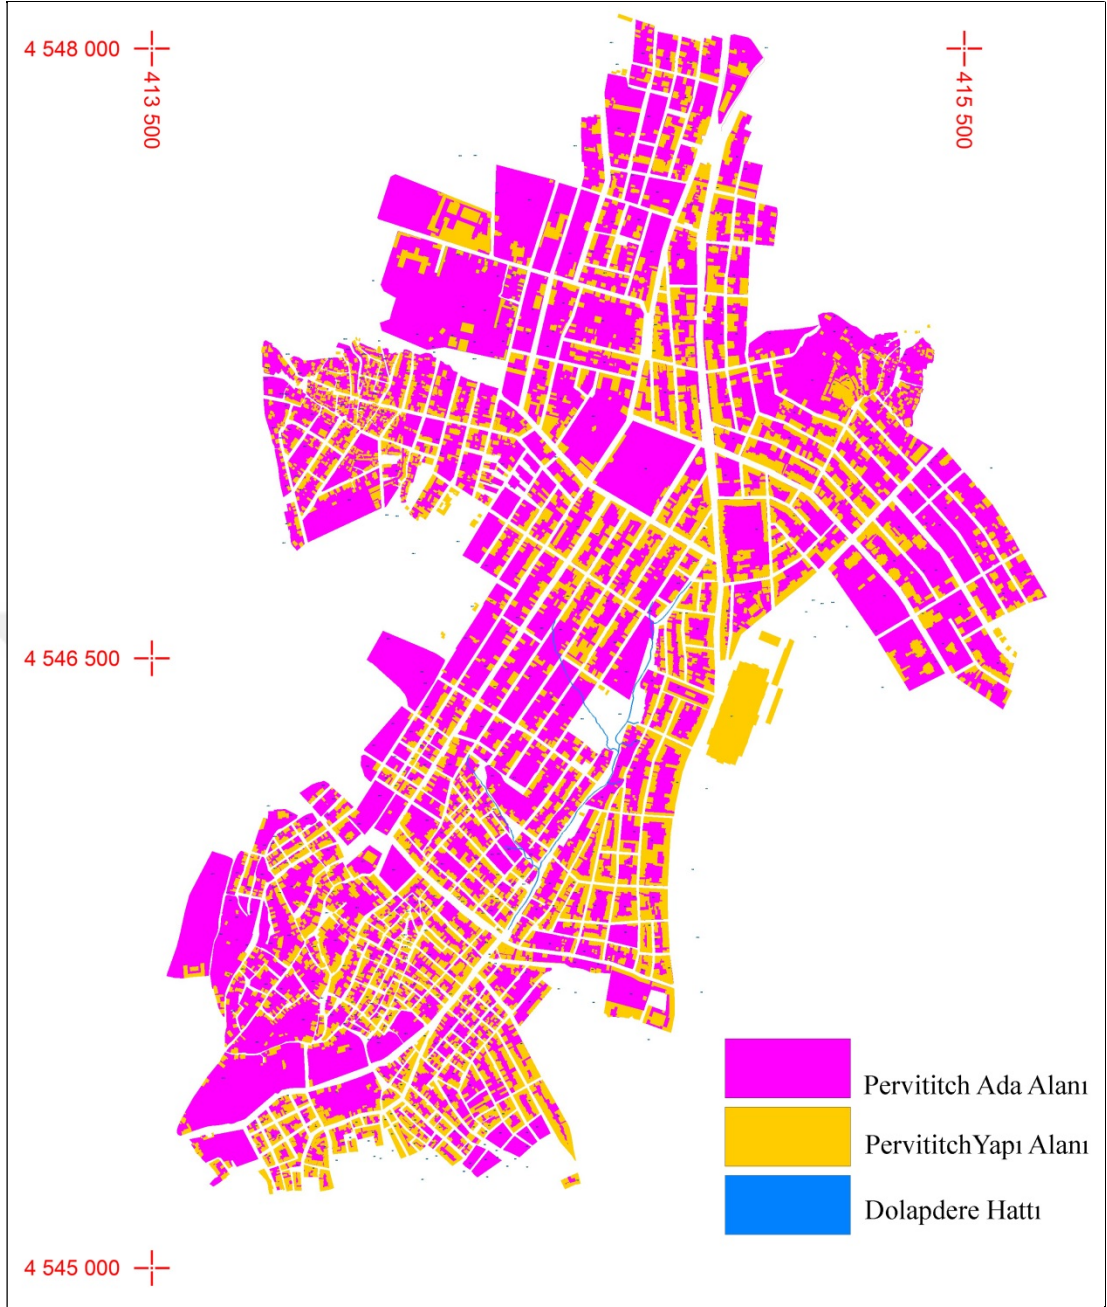 4 548 000
413 500
415 500
4 546 500
Pervititch Ada Alanı
PervititchYapı Alanı
Dolapdere Hattı
4 545 000